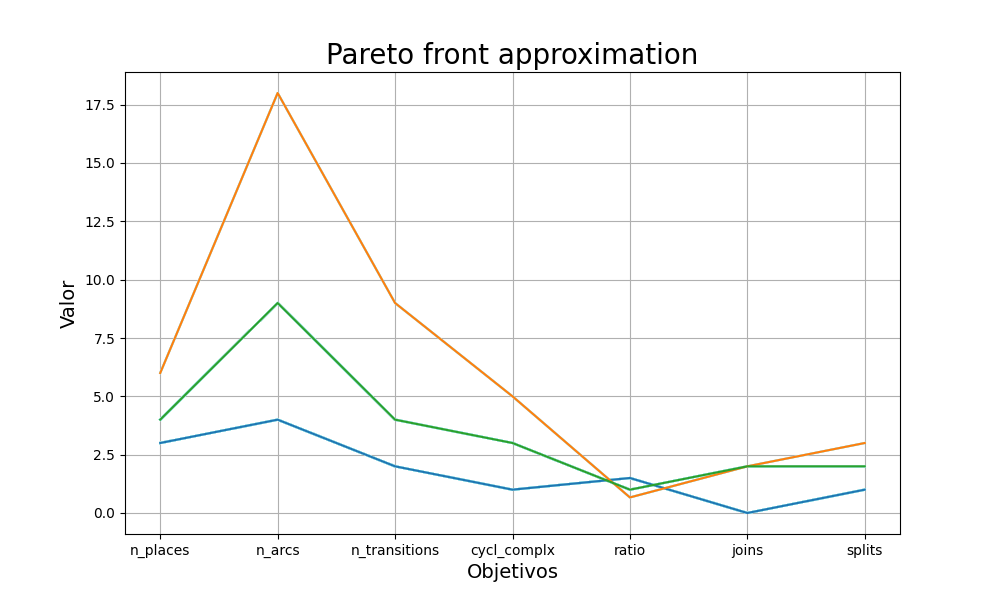 Pareto front approximation
17.5
15.0
12.5
10.0
7.5
5.0
2.5
0.0
Valor
n_places n_arcs n_transitions cycl_complx ratio joins splits
Objetivos